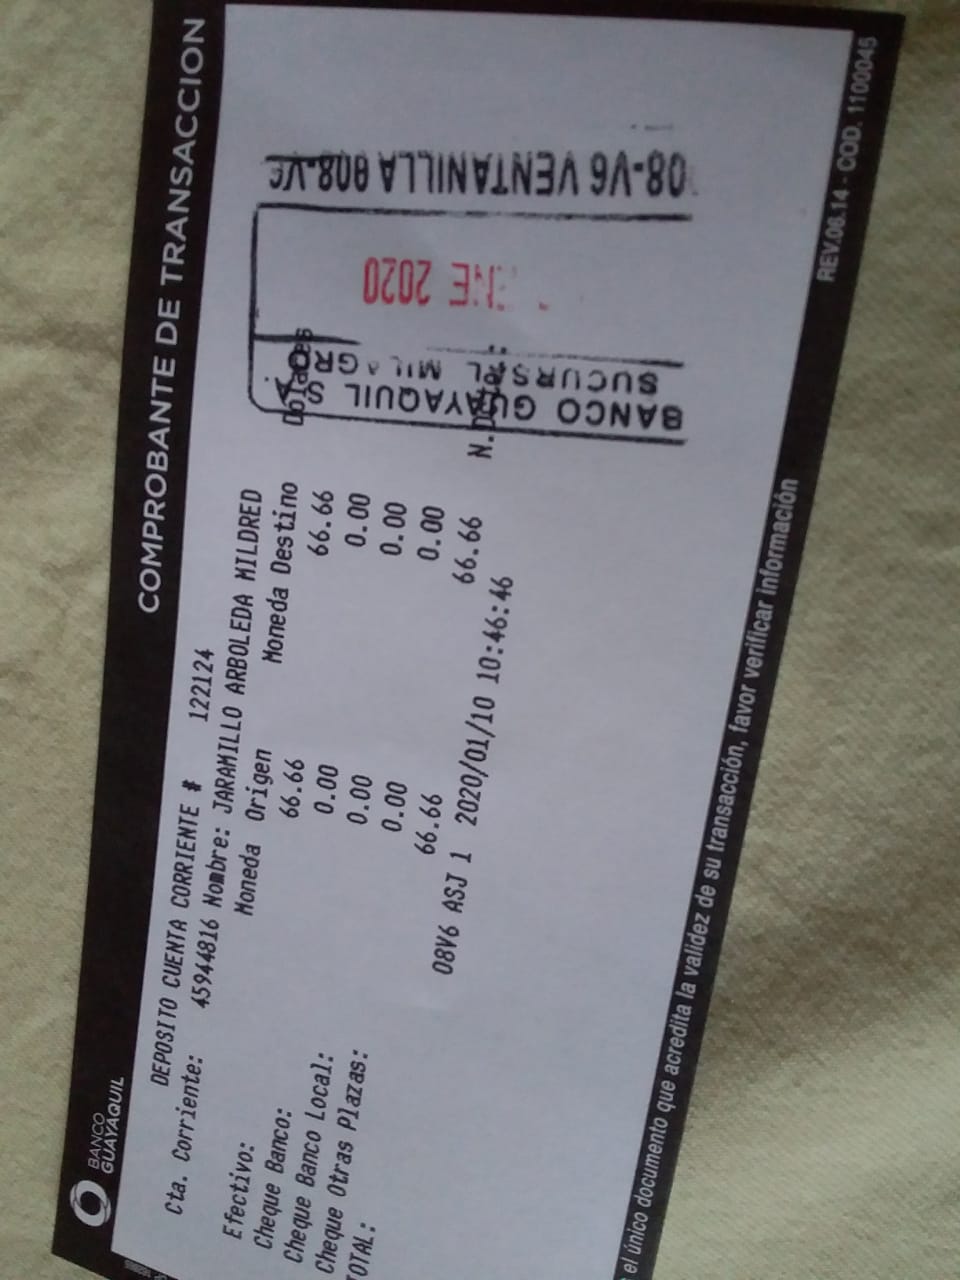 BANCO
GUAYAQUIL
COMPROBANTE DE TRANSACCION
DEPOSITO CUENTA CORRIENTE # 122124
Cta. Corriente: 45944816 Nombre: JARAMILLO ARBOLEDA MILDRED
Moneda Origen Moneda Destino Dolares
Efectivo: 66.66 66.66
Cheque Banco: 0.00 0.00
Cheque Banco Local: 0.00 0.00
Cheque Otras Plazas: 0.00 0.00
TOTAL: 66.66 66.66
08V6 ASJ 1 2020/01/10 10:46:46
BANCO GUAYAQUIL S.A.
SUCURSAL MILAGRO
ENE 2020
08-V6 VENTANILLA 008-V6
el único documento que acredita la validez de su transacción, favor verificar información
REV.06.14 - COD. 1100045